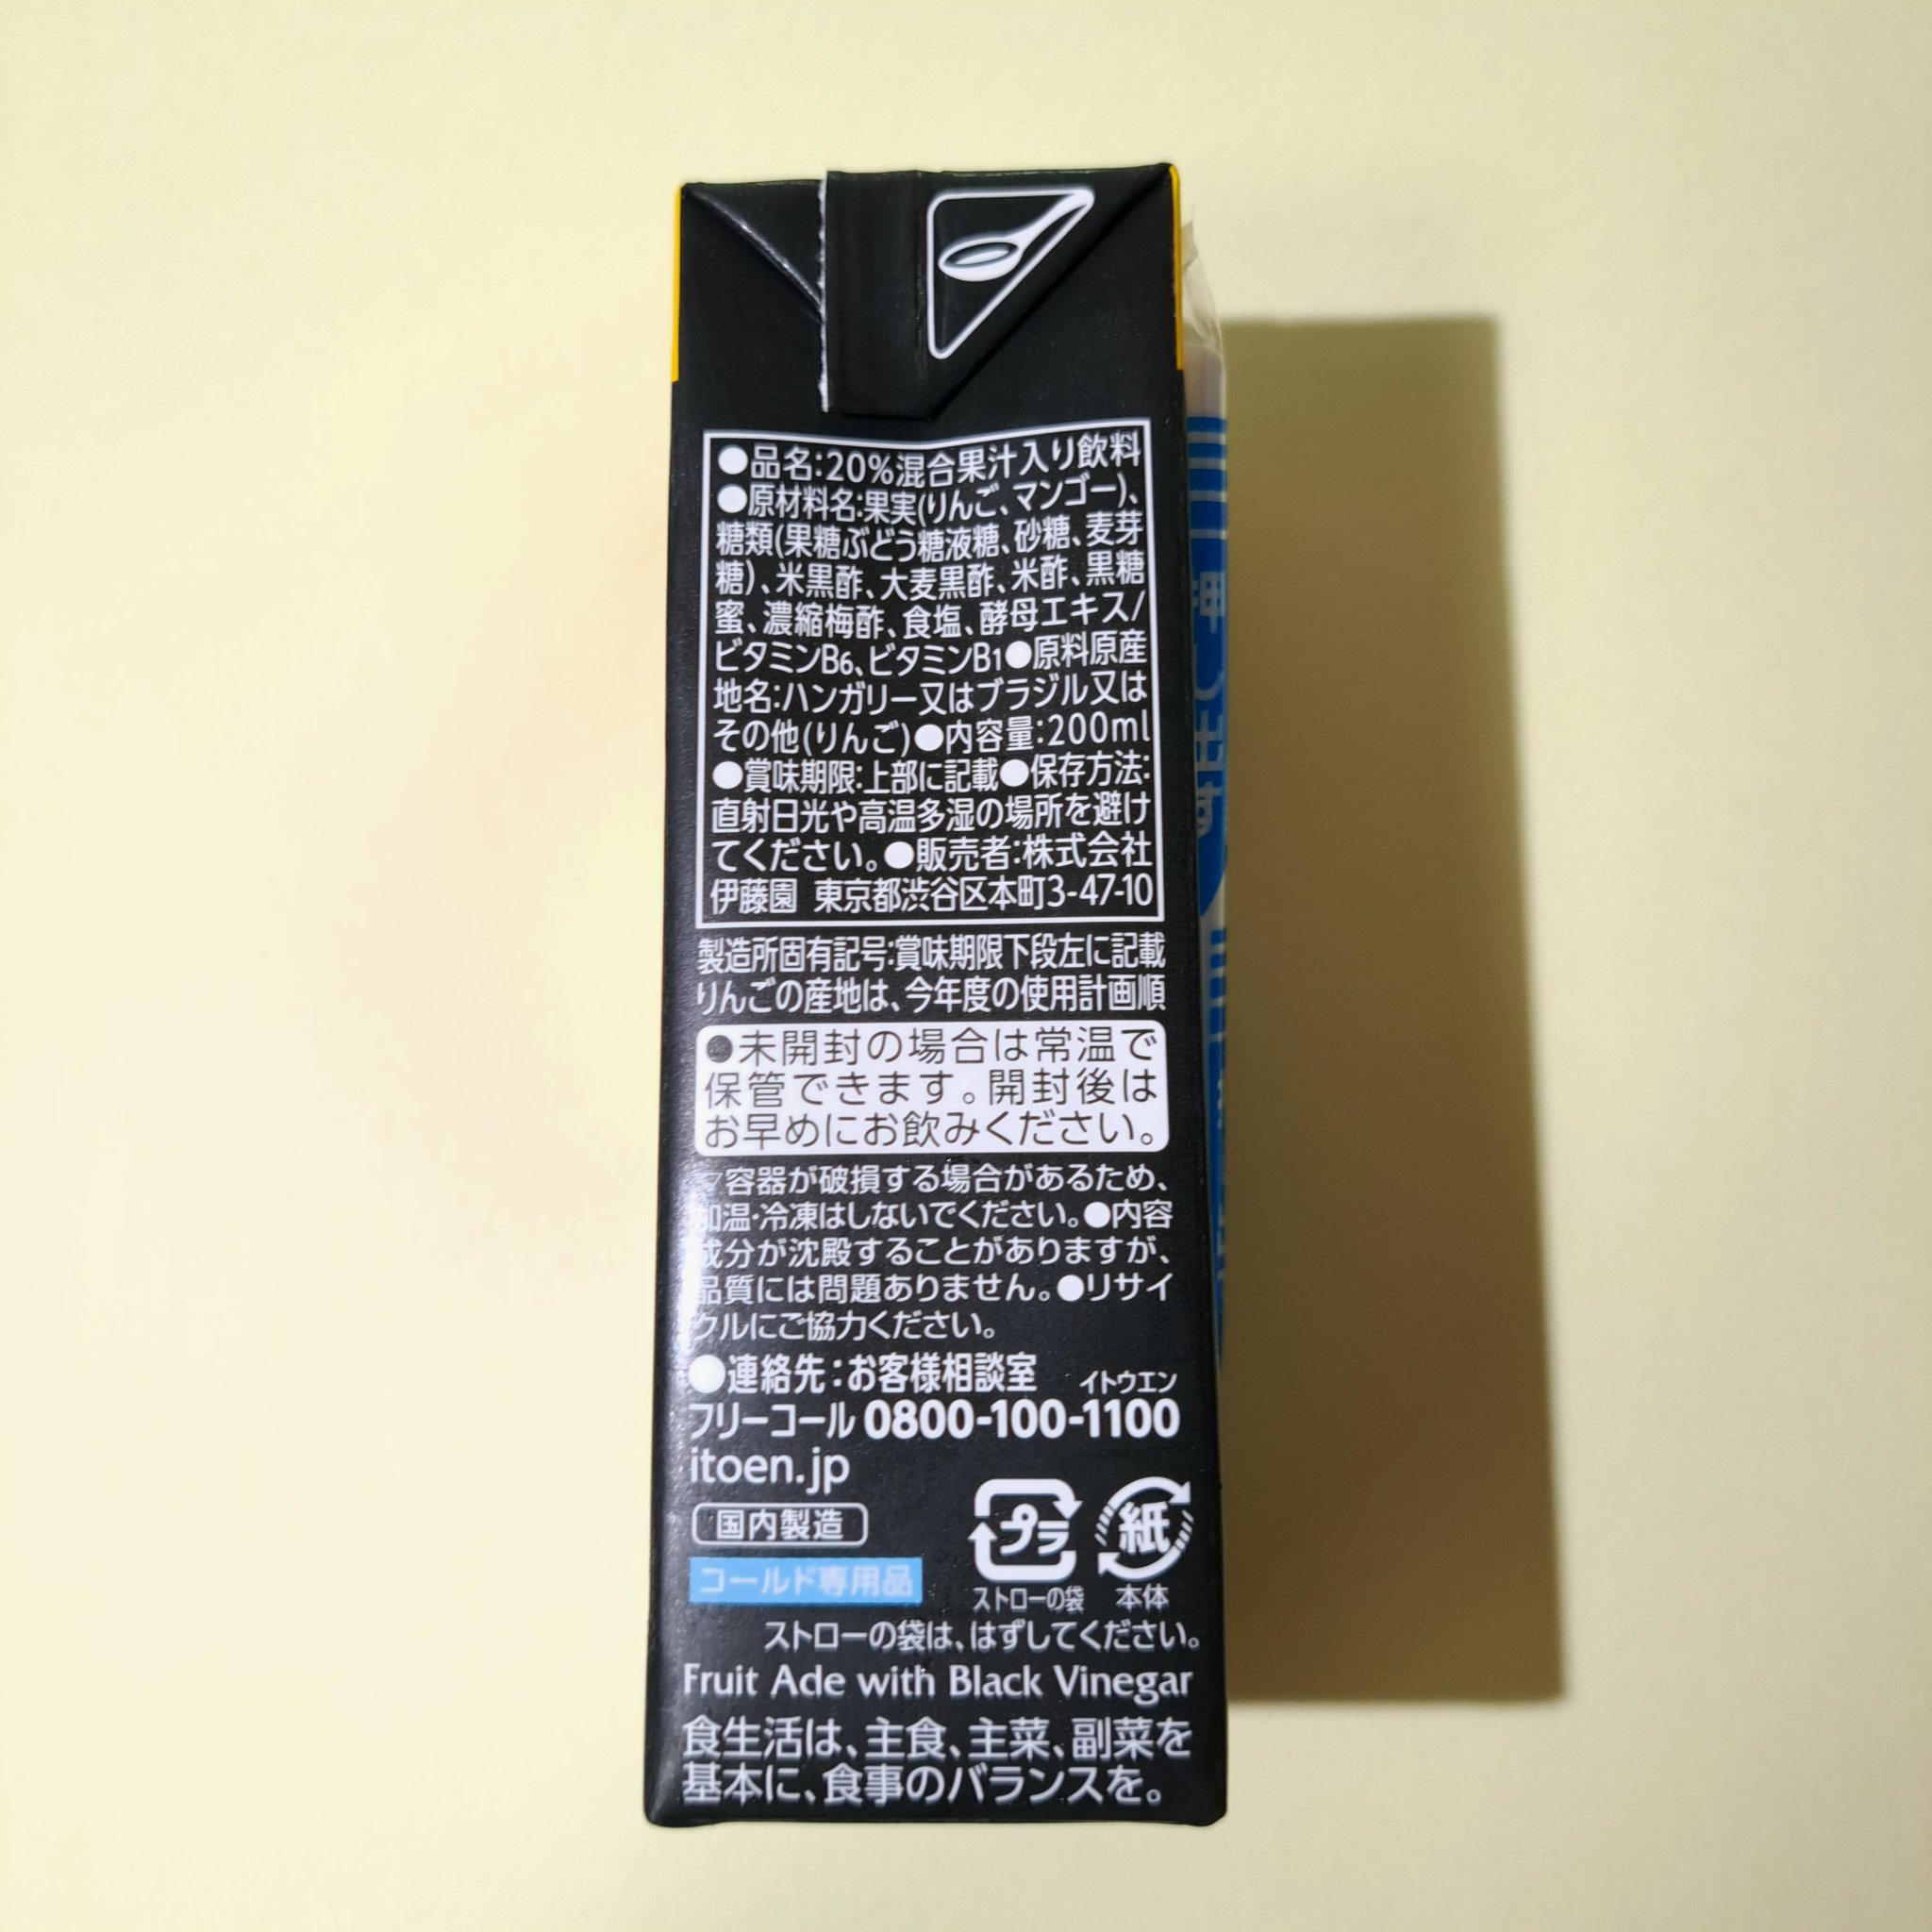 ●品名:20%混合果汁入り飲料
●原材料名:果実(りんご、マンゴー)、
糖類(果糖ぶどう糖液糖、砂糖、麦芽
糖)、米黒酢、大麦黒酢、米酢、黒糖
蜜、濃縮梅酢、食塩、酵母エキス/
ビタミンB6、ビタミンB1●原料原産
地名:ハンガリー又はブラジル又は
その他(りんご)●内容量:200ml
●賞味期限:上部に記載●保存方法:
直射日光や高温多湿の場所を避け
てください。●販売者:株式会社
伊藤園 東京都渋谷区本町3-47-10
製造所固有記号:賞味期限下段左に記載
りんごの産地は、今年度の使用計画順
●未開封の場合は常温で
保管できます。開封後は
お早めにお飲みください。
▽容器が破損する場合があるため、
加温・冷凍はしないでください。●内容
成分が沈殿することがありますが、
品質には問題ありません。●リサイ
クルにご協力ください。
●連絡先:お客様相談室 イトウエン
フリーコール 0800-100-1100
itoen.jp
国内製造
コールド専用品
プラ 紙
ストローの袋 本体
ストローの袋は、はずしてください。
Fruit Ade with Black Vinegar
食生活は、主食、主菜、副菜を
基本に、食事のバランスを。
押し出す